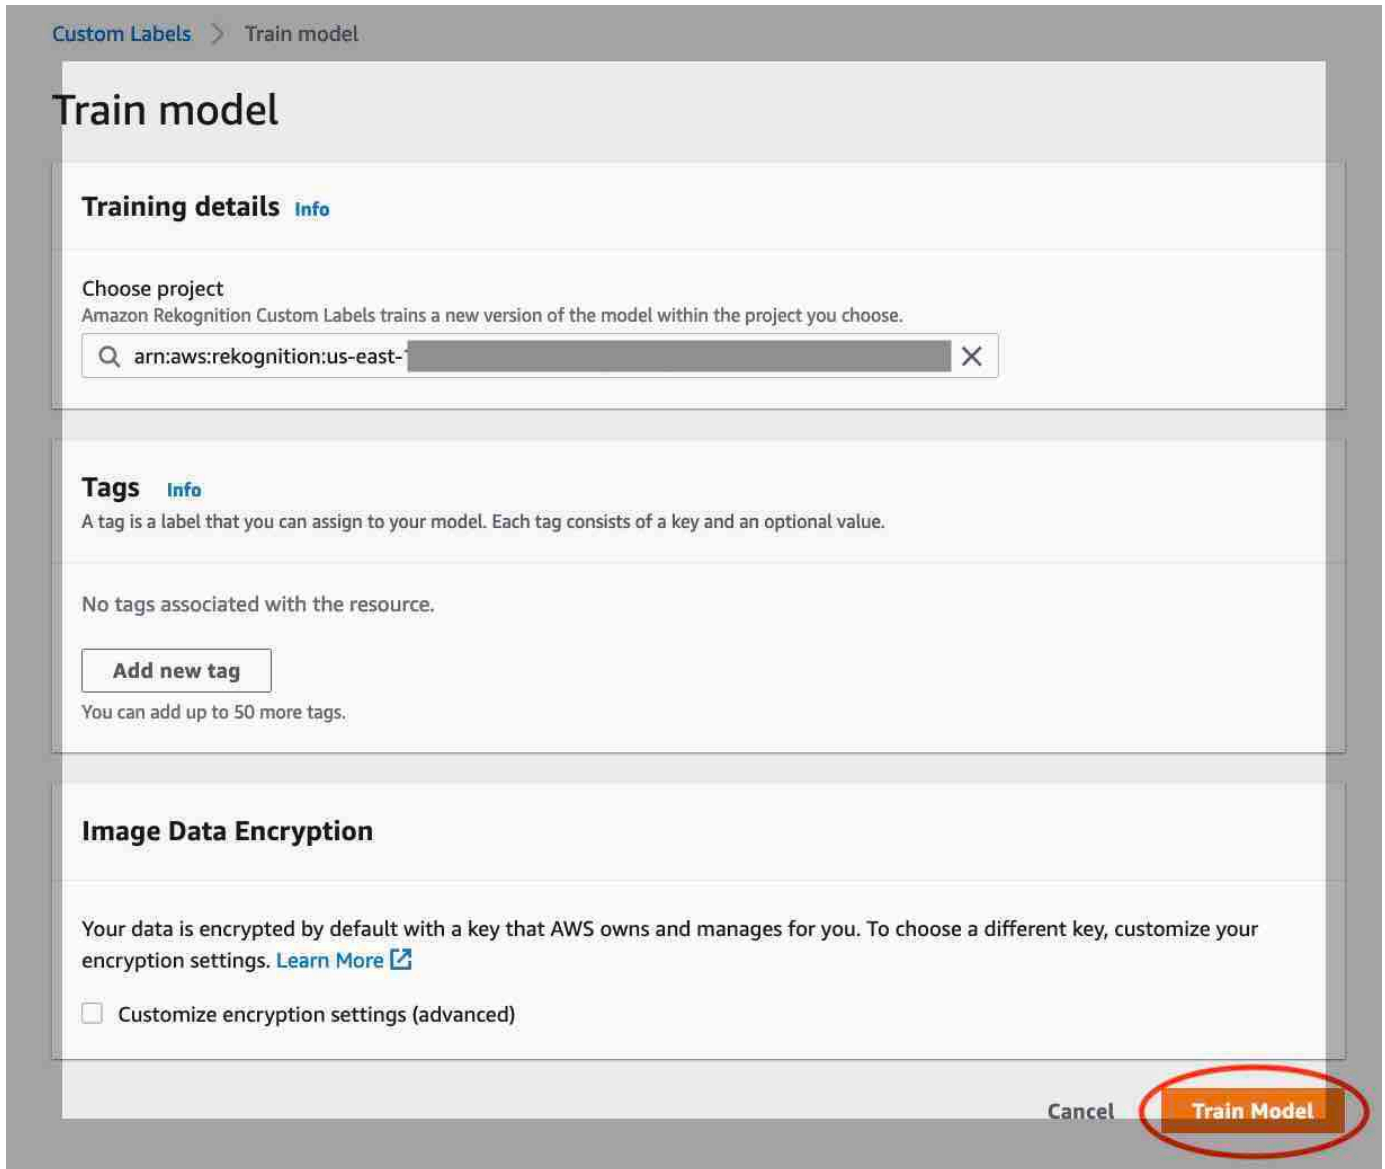 Custom Labels > Train model
Train model
Training details Info
Choose project
Amazon Rekognition Custom Labels trains a new version of the model within the project you choose.
arn:aws:rekognition:us-east-
Tags Info
A tag is a label that you can assign to your model. Each tag consists of a key and an optional value.
No tags associated with the resource.
Add new tag
You can add up to 50 more tags.
Image Data Encryption
Your data is encrypted by default with a key that AWS owns and manages for you. To choose a different key, customize your
encryption settings. Learn More
Customize encryption settings (advanced)
Cancel Train Model